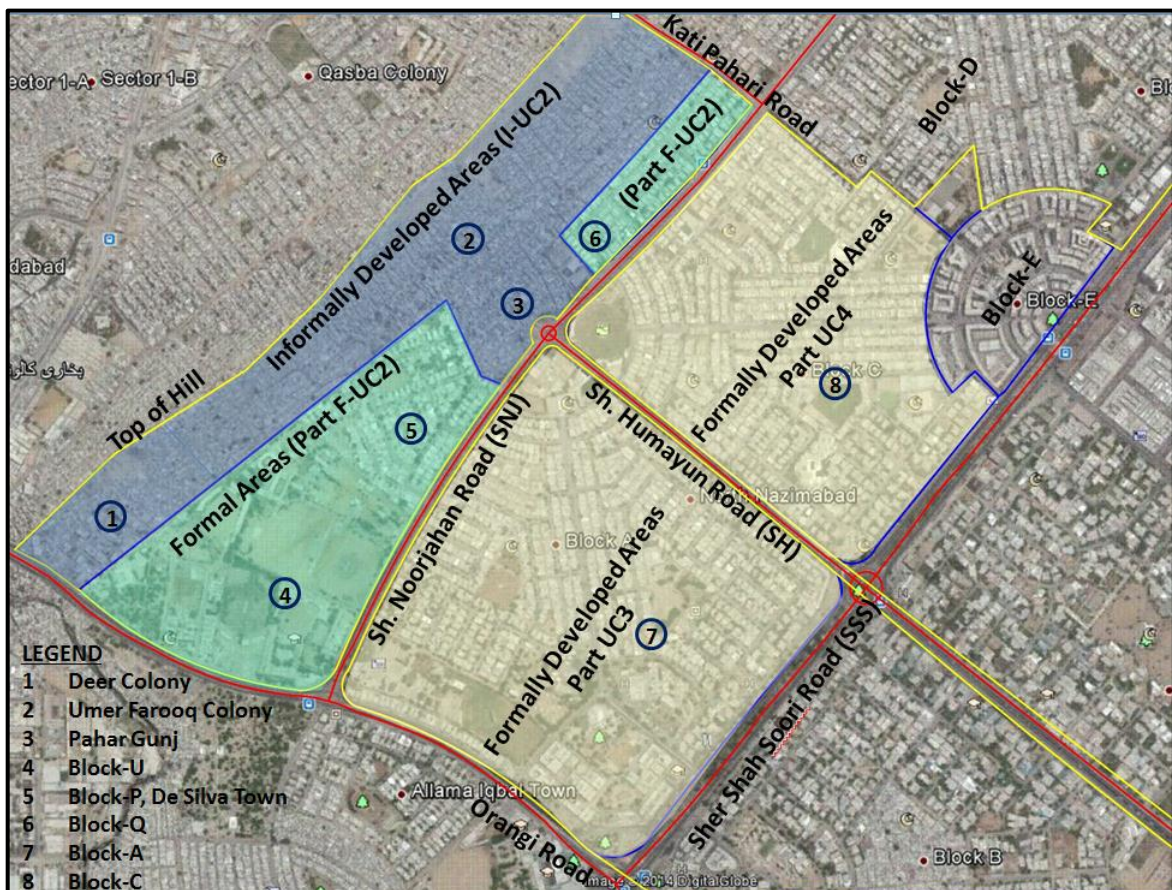 Kati Pahari Road
ector 1-A
Sector 1-B
Qasba Colony
Block-D
Blo
Informally Developed Areas (I-UC2)
(Part F-UC2)
2
6
3
Formally Developed Areas
Part UC4
Block-E
Block-E
dabad
بخاری کالو
Top of Hill
Formal Areas (Part F-UC2)
5
Block C
8
Sh. Humayun Road (SH)
Sh. Noorjahan Road (SNJ)
North Nazimabad
1
Block A
4
Formally Developed Areas
Part UC3
7
Sher Shah Soori Road (SSS)
Allama Iqbal Town
Orangi Road
Block B
Image © 2014 DigitalGlobe
LEGEND
1 Deer Colony
2 Umer Farooq Colony
3 Pahar Gunj
4 Block-U
5 Block-P, De Silva Town
6 Block-Q
7 Block-A
8 Block-C